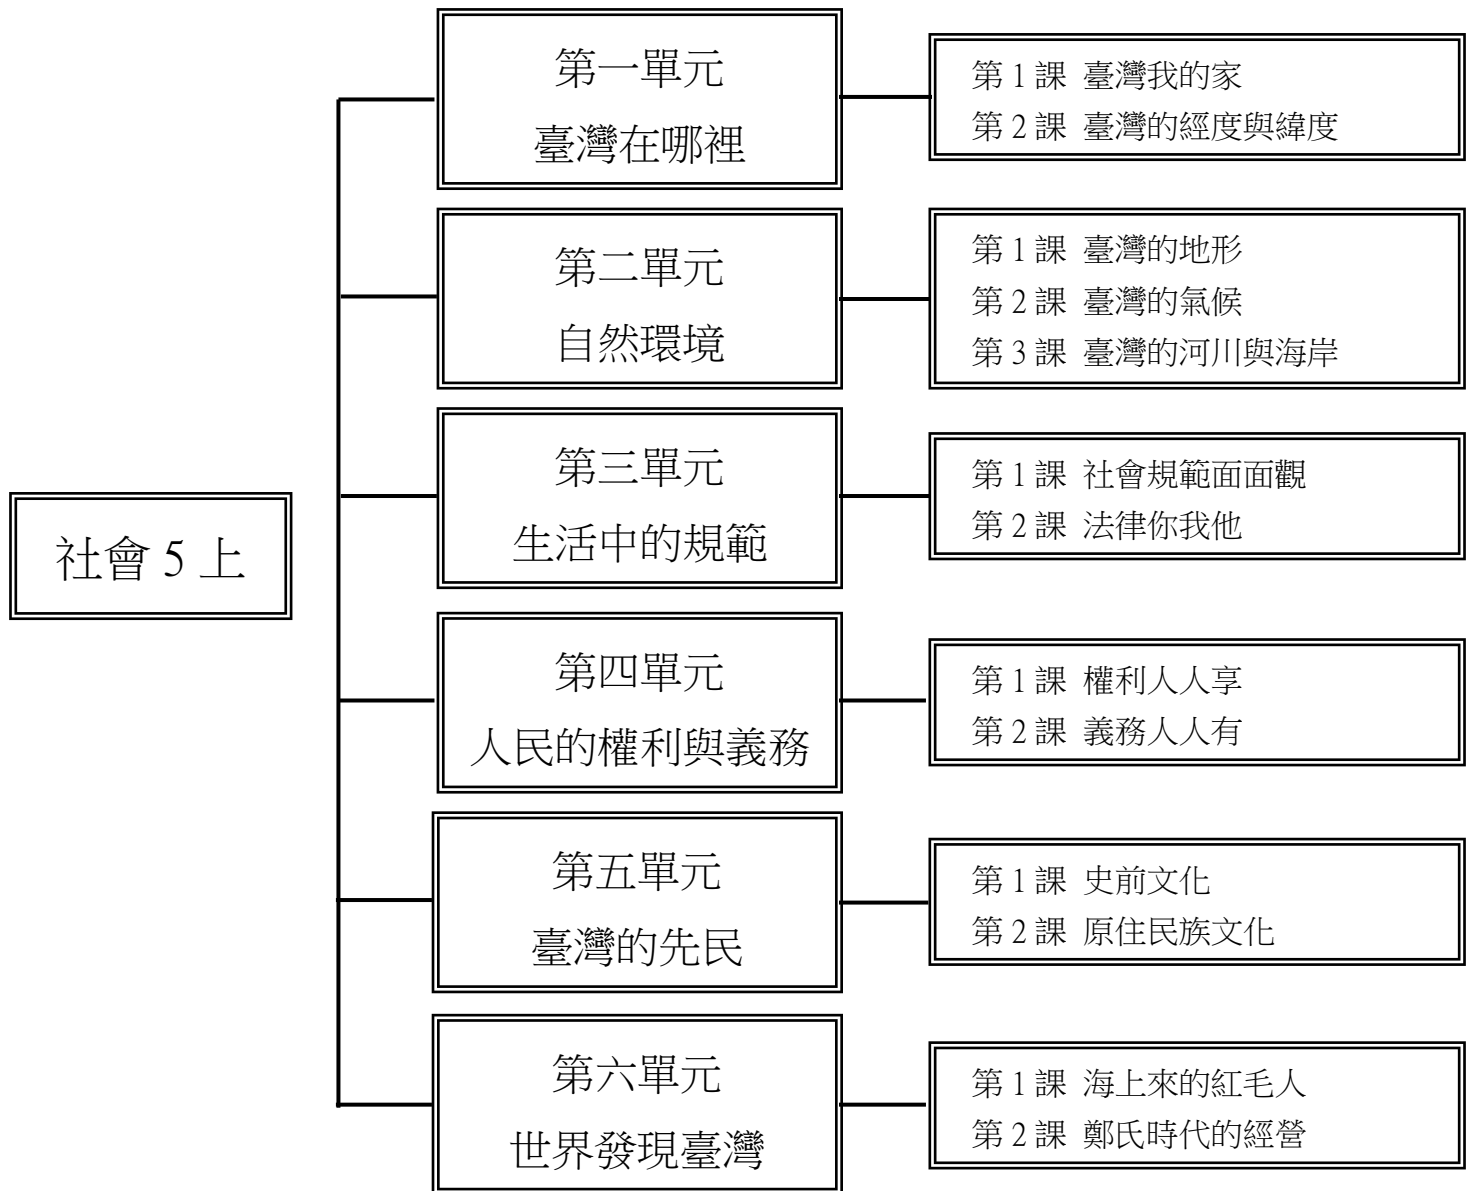 社會 5 上
第一單元
臺灣在哪裡
第 1 課 臺灣我的家
第 2 課 臺灣的經度與緯度
第二單元
自然環境
第 1 課 臺灣的地形
第 2 課 臺灣的氣候
第 3 課 臺灣的河川與海岸
第三單元
生活中的規範
第 1 課 社會規範面面觀
第 2 課 法律你我他
第四單元
人民的權利與義務
第 1 課 權利人人享
第 2 課 義務人人有
第五單元
臺灣的先民
第 1 課 史前文化
第 2 課 原住民族文化
第六單元
世界發現臺灣
第 1 課 海上來的紅毛人
第 2 課 鄭氏時代的經營